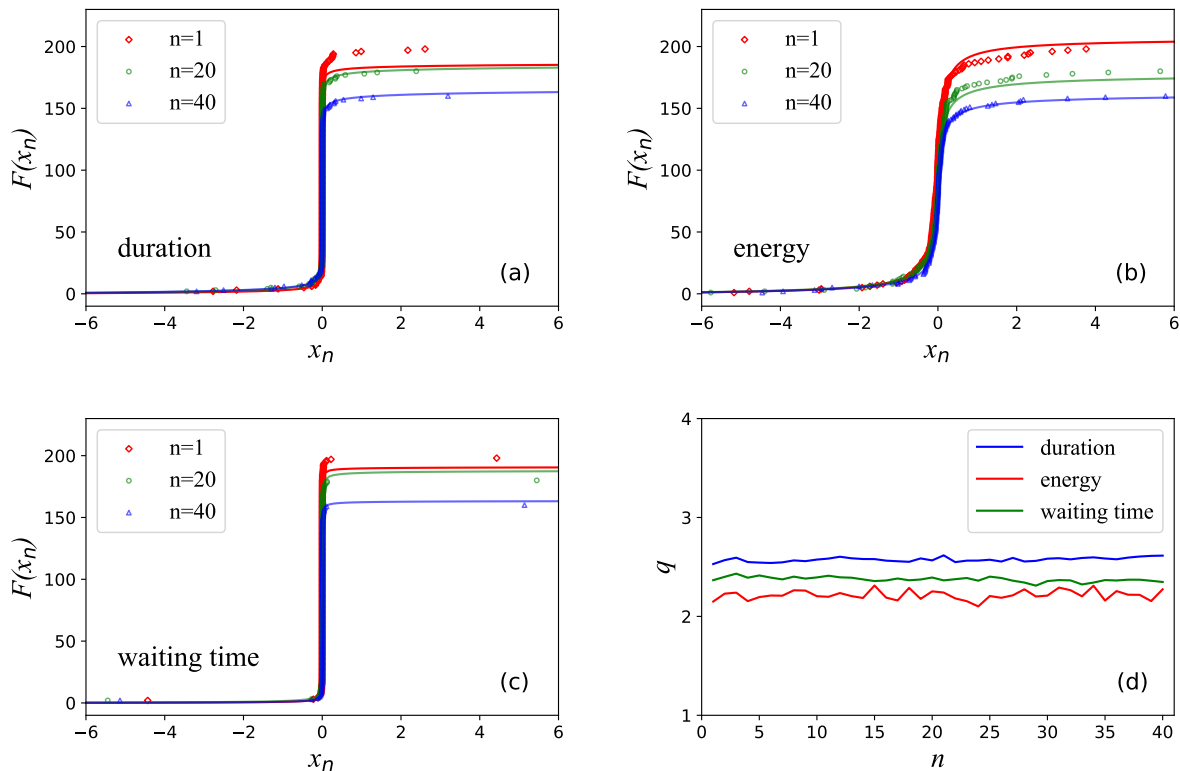 n=1
n=20
n=40
F(xₙ)
200
150
100
50
0
duration
(a)
−6 −4 −2 0 2 4 6
xₙ
n=1
n=20
n=40
F(xₙ)
200
150
100
50
0
energy
(b)
−6 −4 −2 0 2 4 6
xₙ
n=1
n=20
n=40
F(xₙ)
200
150
100
50
0
waiting time
(c)
−6 −4 −2 0 2 4 6
xₙ
duration
energy
waiting time
q
4
3
2
1
(d)
0 5 10 15 20 25 30 35 40
n